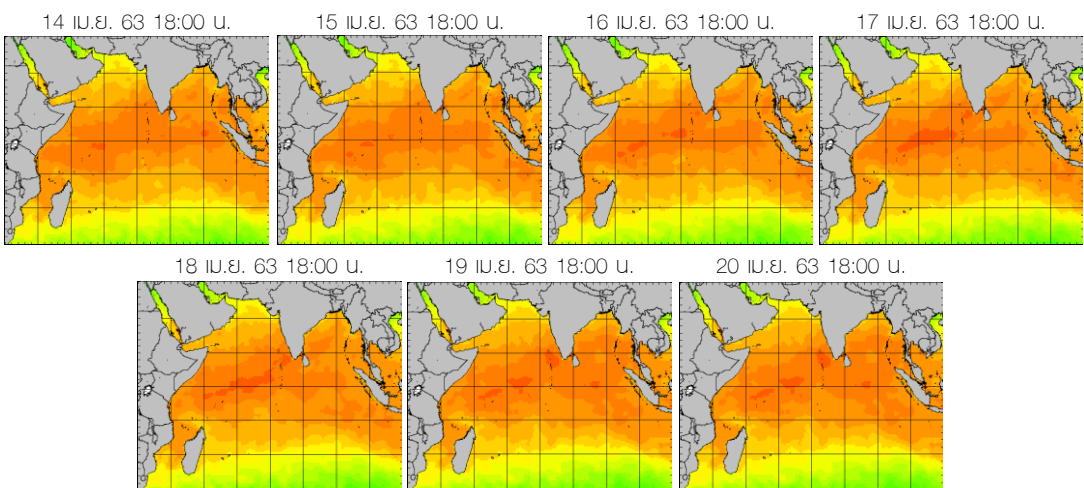 14 เม.ย. 63 18:00 น. 15 เม.ย. 63 18:00 น. 16 เม.ย. 63 18:00 น. 17 เม.ย. 63 18:00 น.
18 เม.ย. 63 18:00 น. 19 เม.ย. 63 18:00 น. 20 เม.ย. 63 18:00 น.